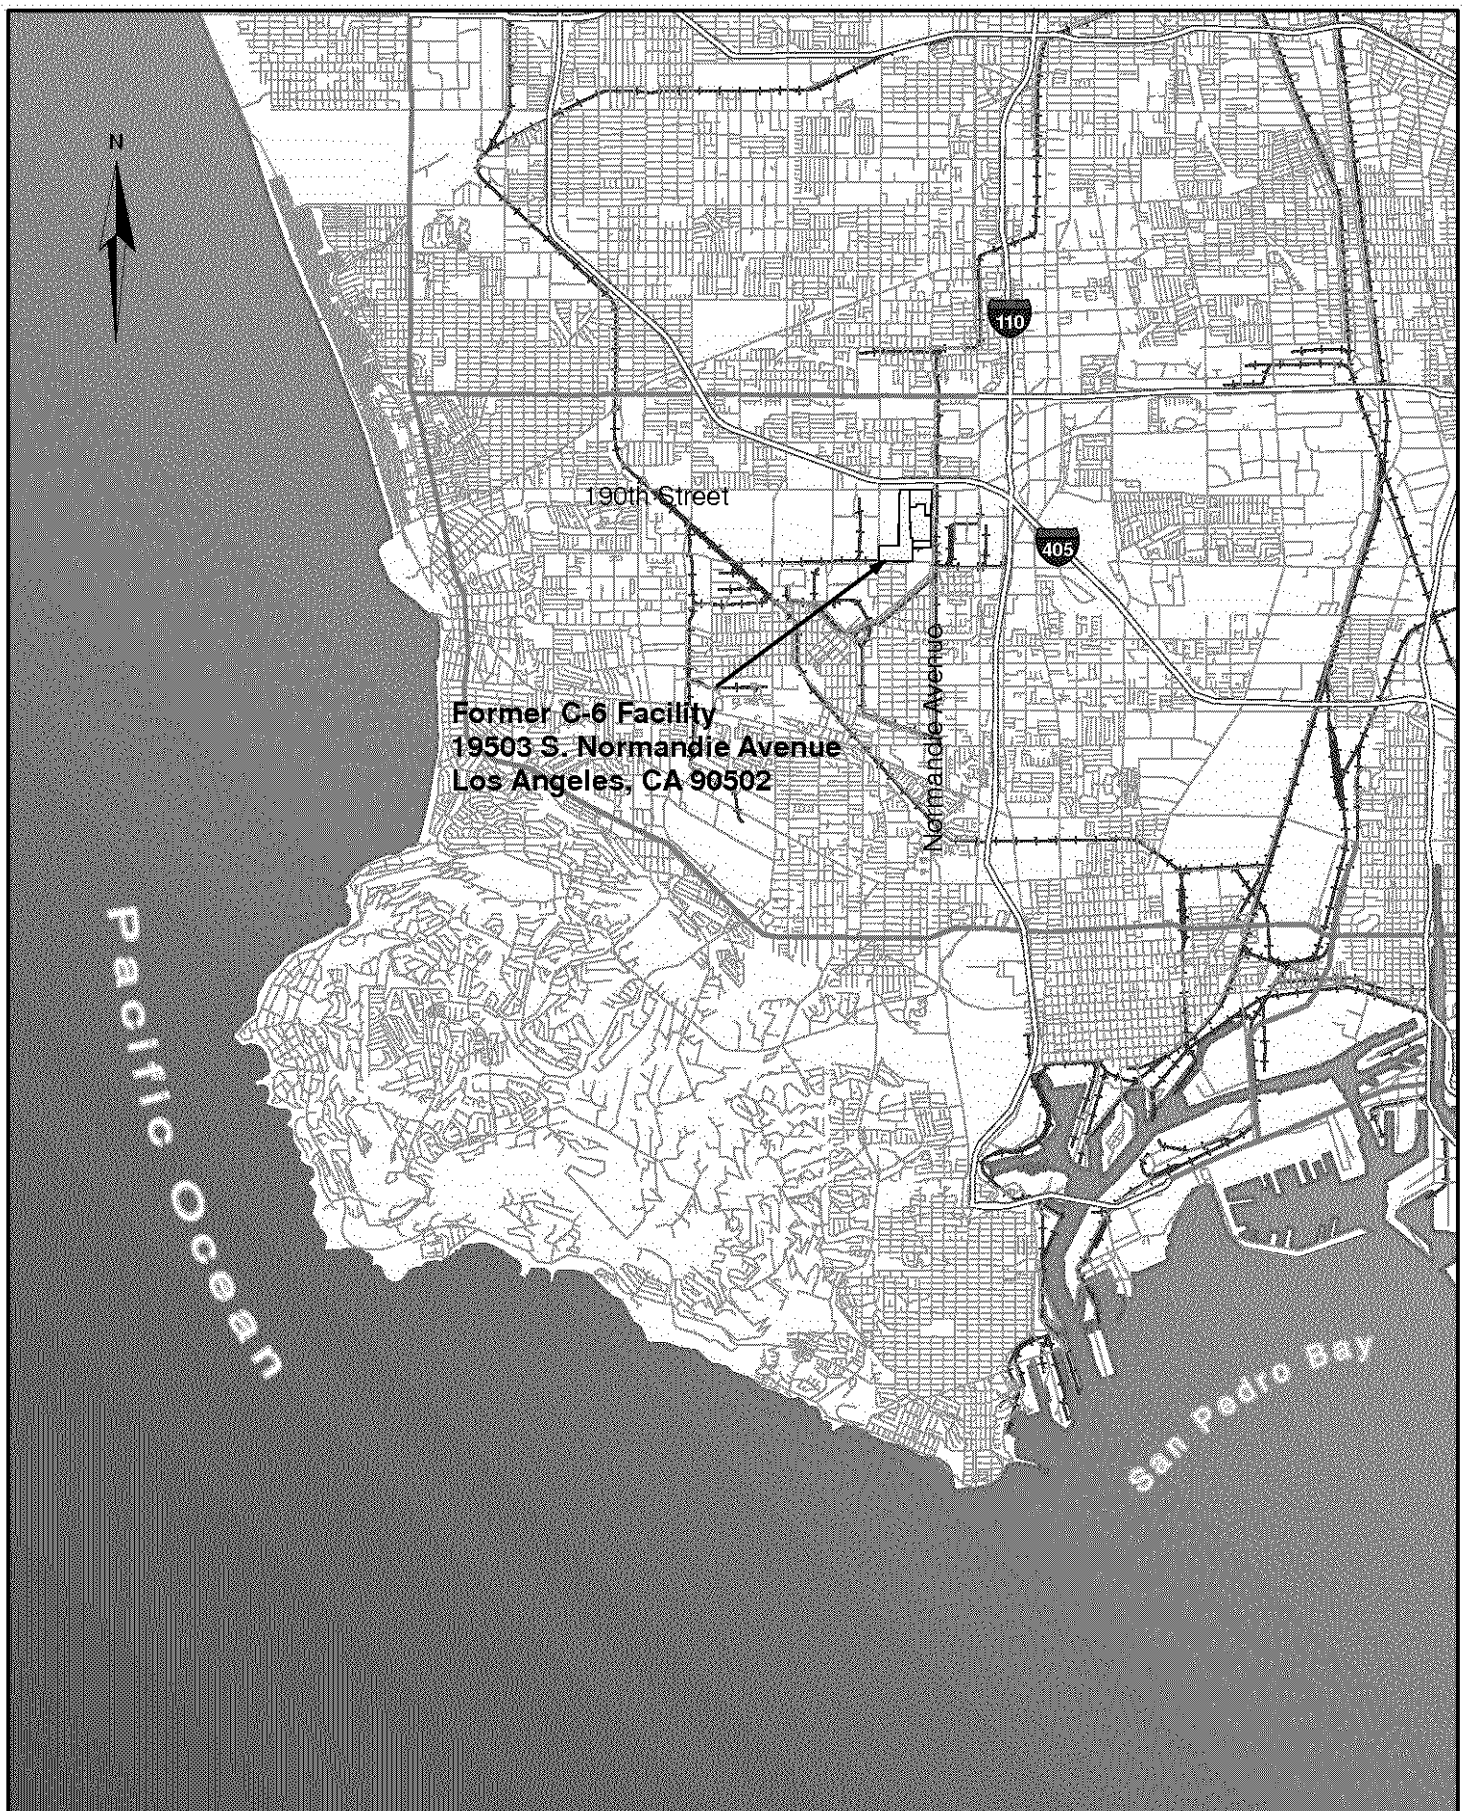 N
110
190th Street
405
Normandie Avenue
Former C-6 Facility
19503 S. Normandie Avenue
Los Angeles, CA 90502
Pacific Ocean
San Pedro Bay